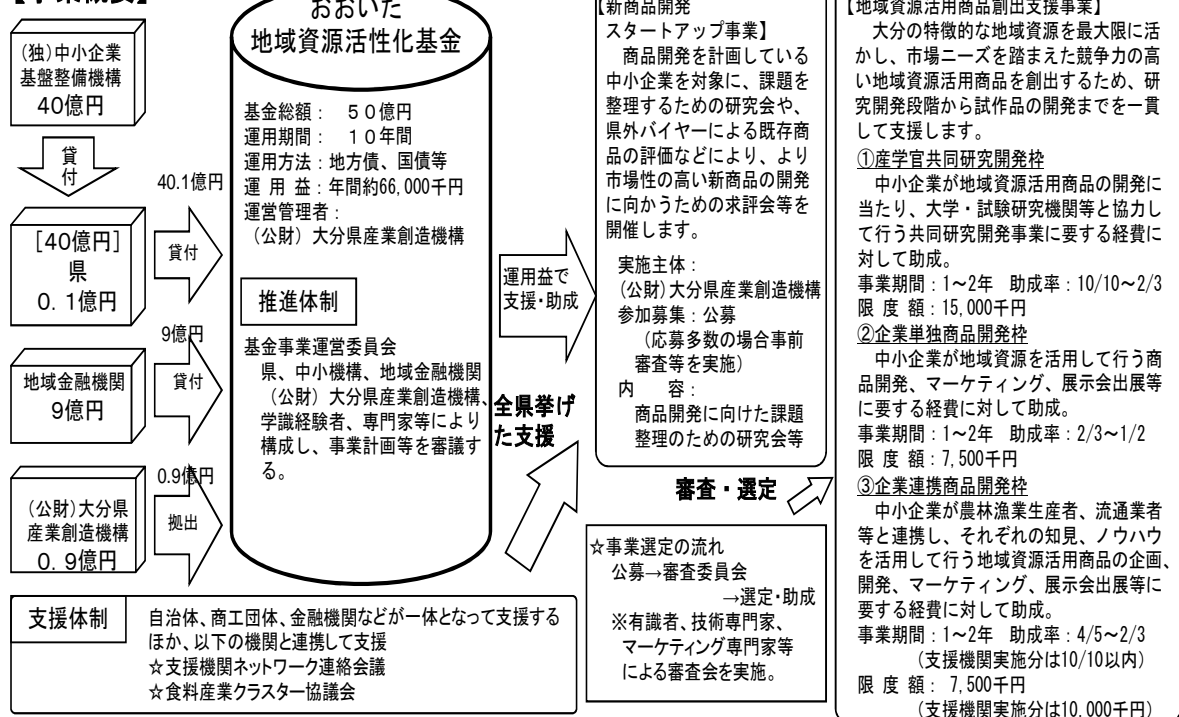 【事業概要】
(独)中小企業
基盤整備機構
40億円
貸
付
[40億円]
県
0.1億円
40.1億円
貸付
9億円
地域金融機関
9億円
貸付
0.9億円
(公財)大分県
産業創造機構
0.9億円
拠出
おおいた
地域資源活性化基金
基金総額： ５０億円
運用期間： １０年間
運用方法：地方債、国債等
運 用 益：年間約66,000千円
運営管理者：
（公財）大分県産業創造機構
推進体制
基金事業運営委員会
県、中小機構、地域金融機関
（公財）大分県産業創造機構、
学識経験者、専門家等により
構成し、事業計画等を審議す
る。
運用益で
支援・助成
全県挙げ
た支援
【新商品開発
スタートアップ事業】
商品開発を計画している
中小企業を対象に、課題を
整理するための研究会や、
県外バイヤーによる既存商
品の評価などにより、より
市場性の高い新商品の開発
に向かうための求評会等を
開催します。
実施主体：
(公財)大分県産業創造機構
参加募集：公募
（応募多数の場合事前
審査等を実施）
内　　容：
商品開発に向けた課題
整理のための研究会等
審査・選定
☆事業選定の流れ
公募→審査委員会
→選定・助成
※有識者、技術専門家、
マーケティング専門家等
による審査会を実施。
【地域資源活用商品創出支援事業】
大分の特徴的な地域資源を最大限に活
かし、市場ニーズを踏まえた競争力の高
い地域資源活用商品を創出するため、研
究開発段階から試作品の開発までを一貫
して支援します。
①産学官共同研究開発枠
中小企業が地域資源活用商品の開発に
当たり、大学・試験研究機関等と協力し
て行う共同研究開発事業に要する経費に
対して助成。
事業期間：1～2年　助成率：10/10～2/3
限 度 額：15,000千円
②企業単独商品開発枠
中小企業が地域資源を活用して行う商
品開発、マーケティング、展示会出展等
に要する経費に対して助成。
事業期間：1～2年　助成率：2/3～1/2
限 度 額：7,500千円
③企業連携商品開発枠
中小企業が農林漁業生産者、流通業者
等と連携し、それぞれの知見、ノウハウ
を活用して行う地域資源活用商品の企画、
開発、マーケティング、展示会出展等に
要する経費に対して助成。
事業期間：1～2年　助成率：4/5～2/3
（支援機関実施分は10/10以内）
限 度 額： 7,500千円
（支援機関実施分は10,000千円）
支援体制
自治体、商工団体、金融機関などが一体となって支援する
ほか、以下の機関と連携して支援
☆支援機関ネットワーク連絡会議
☆食料産業クラスター協議会